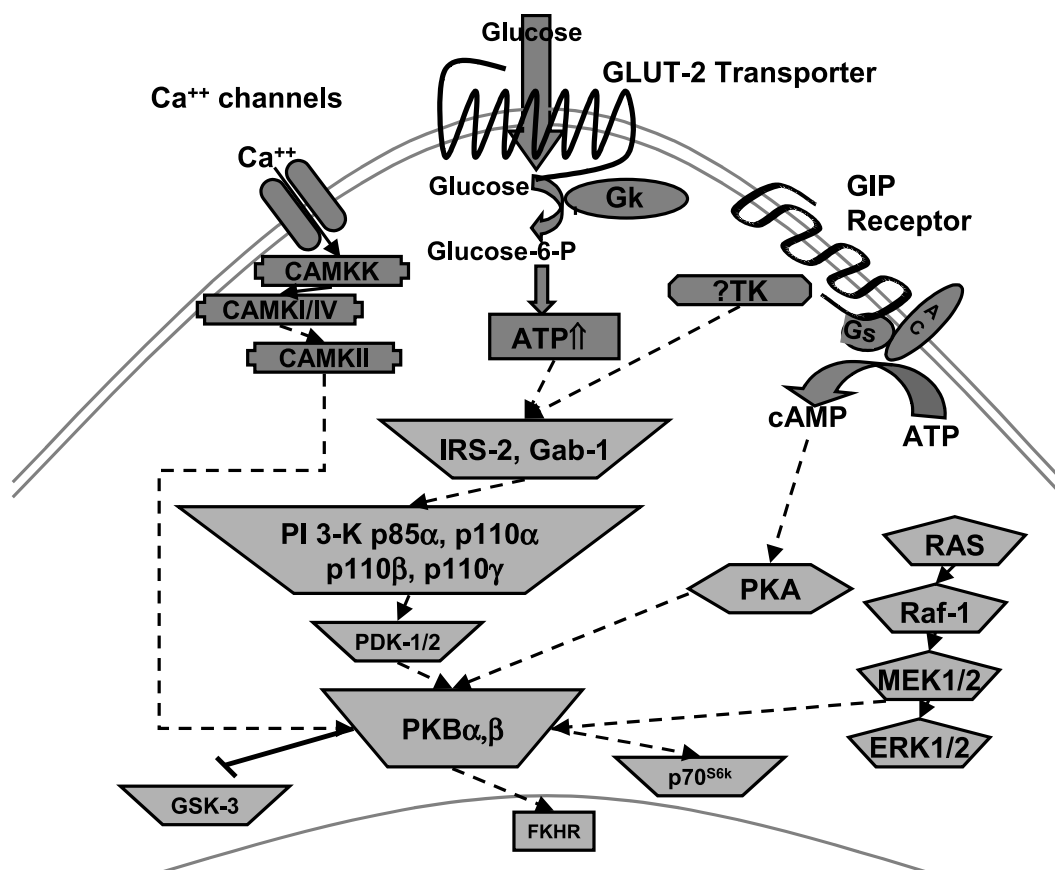 Glucose
GLUT-2 Transporter
Ca++ channels
Ca++
Glucose
Gk
GIP
Receptor
Glucose-6-P
CAMKK
?TK
CAMKI/IV
AC
Gs
ATP⇑
CAMKII
cAMP
ATP
IRS-2, Gab-1
PI 3-K p85α, p110α
p110β, p110γ
RAS
PKA
Raf-1
PDK-1/2
MEK1/2
PKBα,β
ERK1/2
p70S6k
GSK-3
FKHR